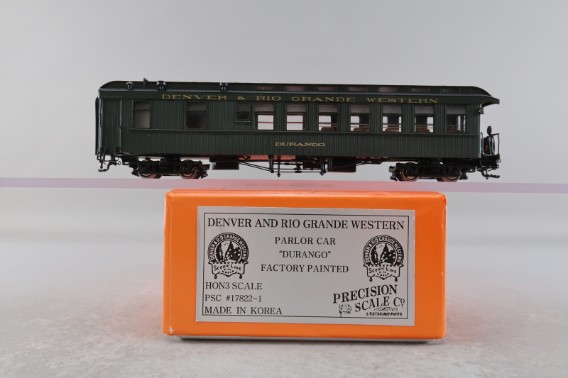 DENVER & RIO GRANDE WESTERN
DURANGO
DENVER AND RIO GRANDE WESTERN
PARLOR CAR
"DURANGO"
FACTORY PAINTED
HON3 SCALE
PSC #17822-1
MADE IN KOREA
PRECISION
SCALE CO